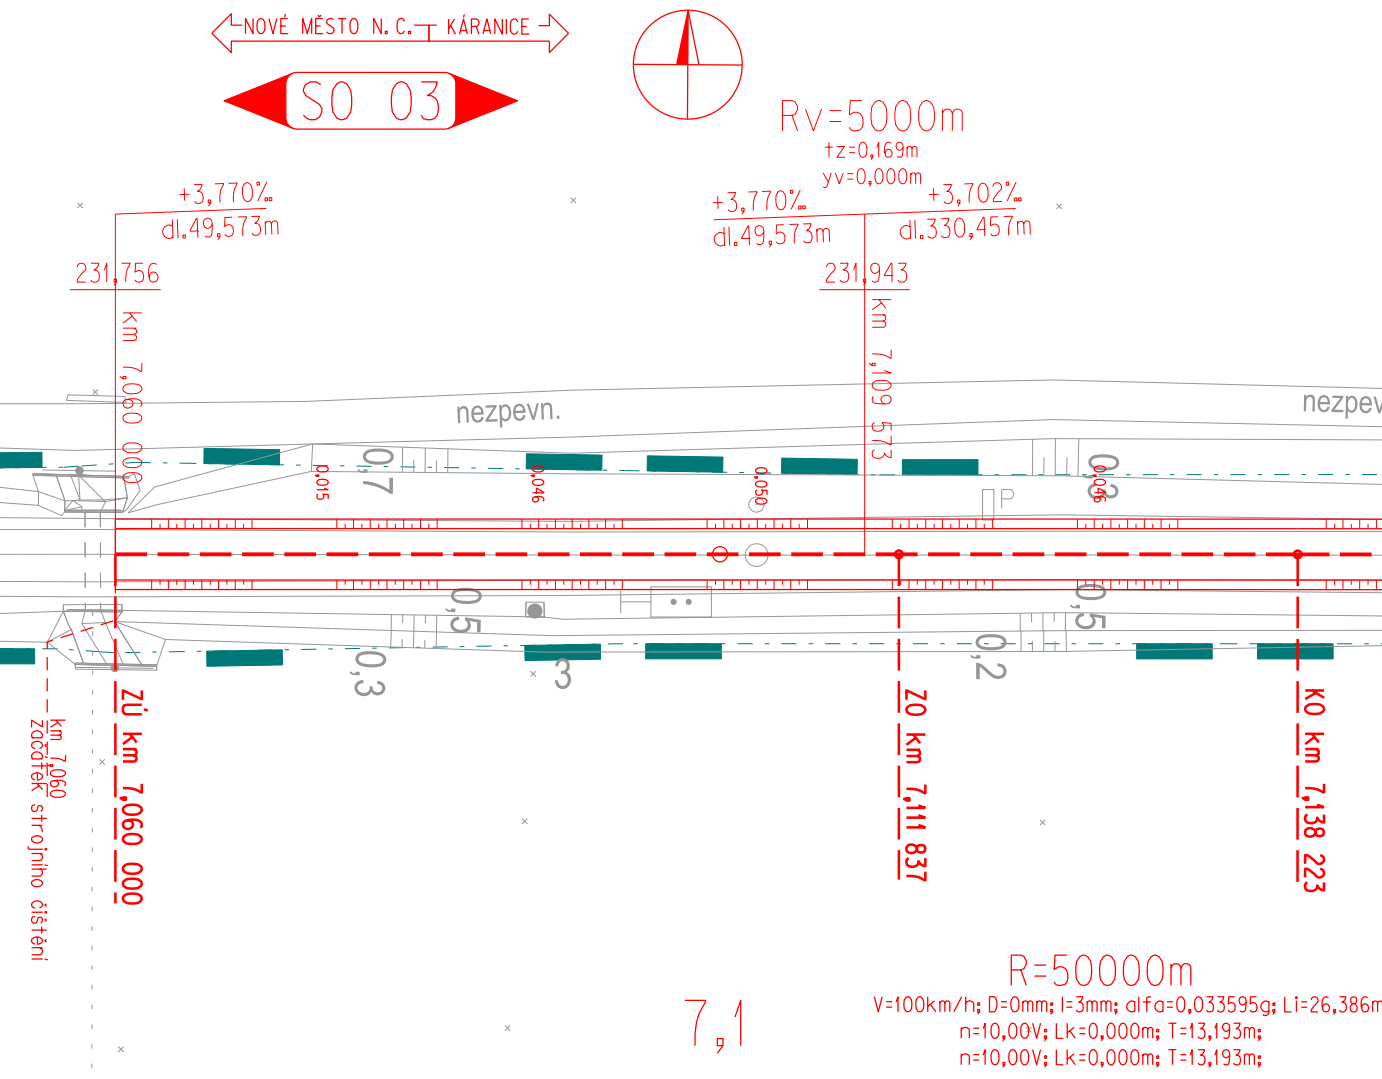 NOVÉ MĚSTO N. C. KÁRANICE
SO 03
Rv=5000m
tz=0,169m
yv=0,000m
+3,770‰
dl.49,573m
+3,770‰
dl.49,573m
+3,702‰
dl.330,457m
231,756
231,943
km 7,060 000
km 7,109 573
nezpevn.
nezpev
0,7
0,015
0,046
0,050
0,046
0,3
P
0,5
0,5
0,3
3
0,2
ZÚ km 7,060 000
ZO km 7,111 837
KO km 7,138 223
km 7,060
začátek strojního čištění
7,1
R=50000m
V=100km/h; D=0mm; I=3mm; alfa=0,033595g; Li=26,386m
n=10,00V; Lk=0,000m; T=13,193m;
n=10,00V; Lk=0,000m; T=13,193m;